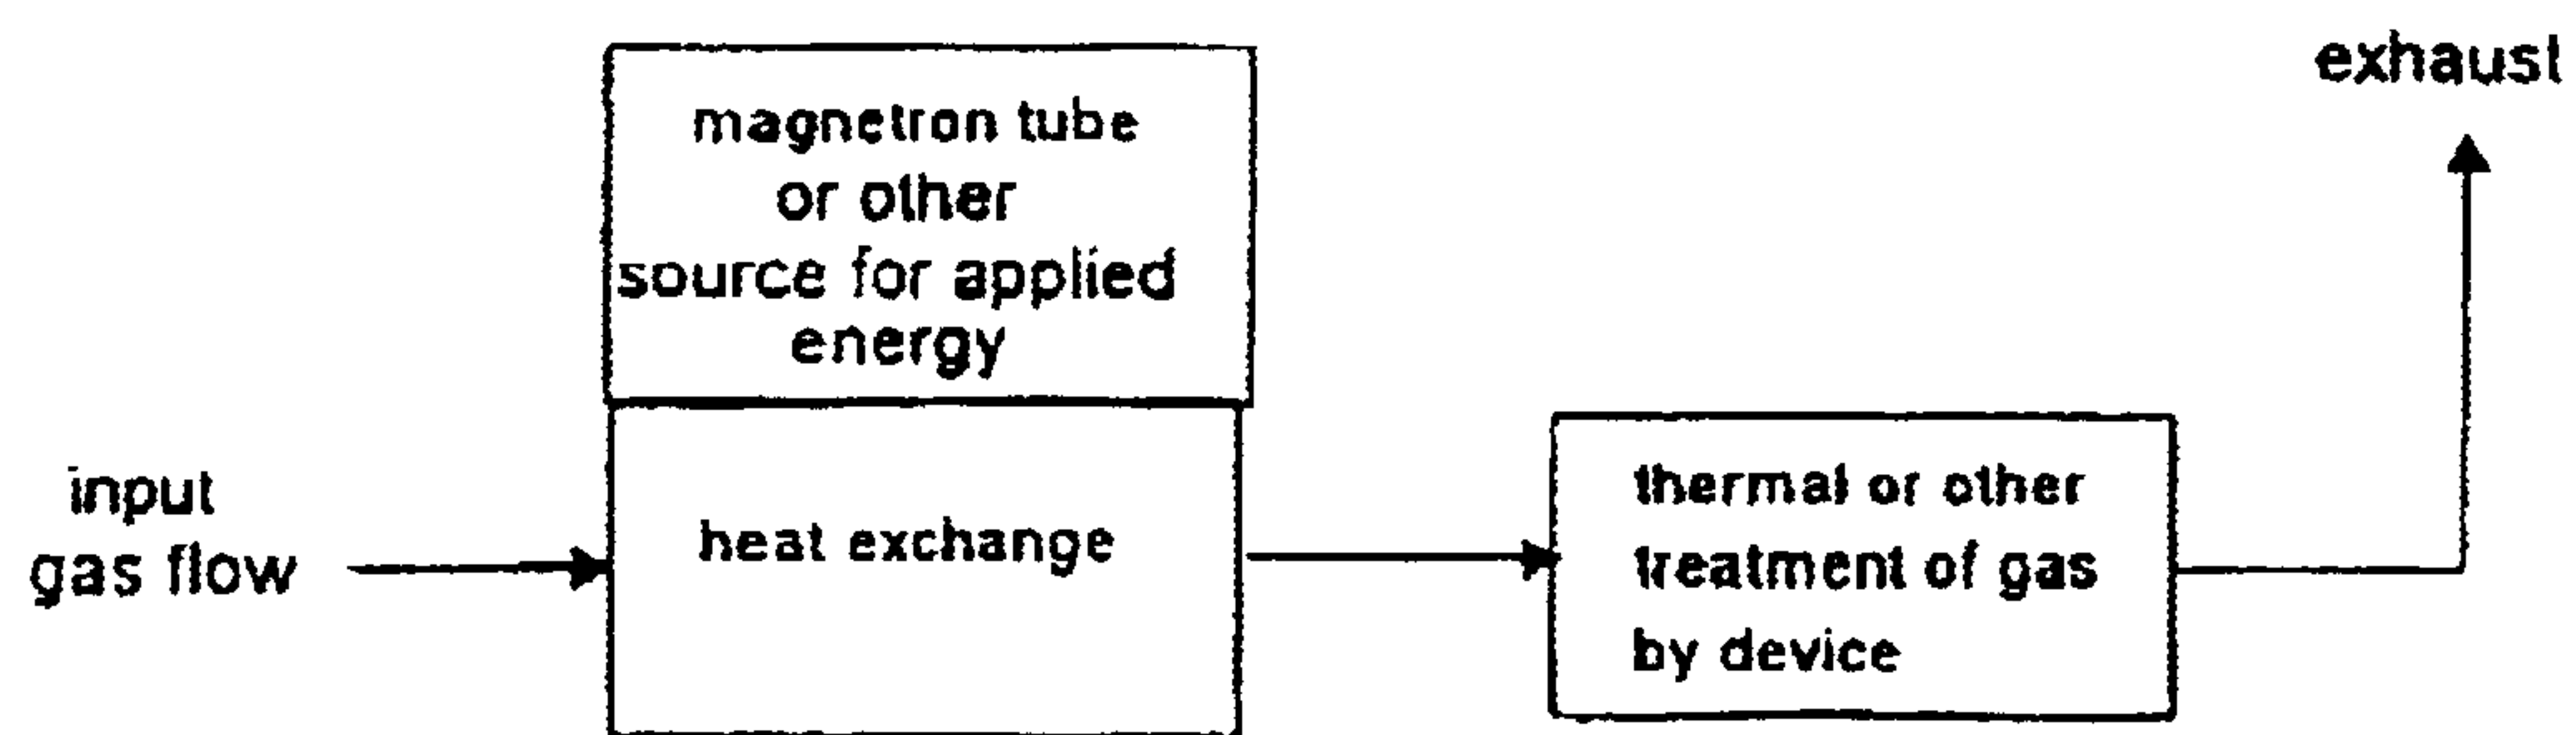 exhaust
magnetron tube
or other
source for applied
energy
input
gas flow
heat exchange
thermal or other
treatment of gas
by device